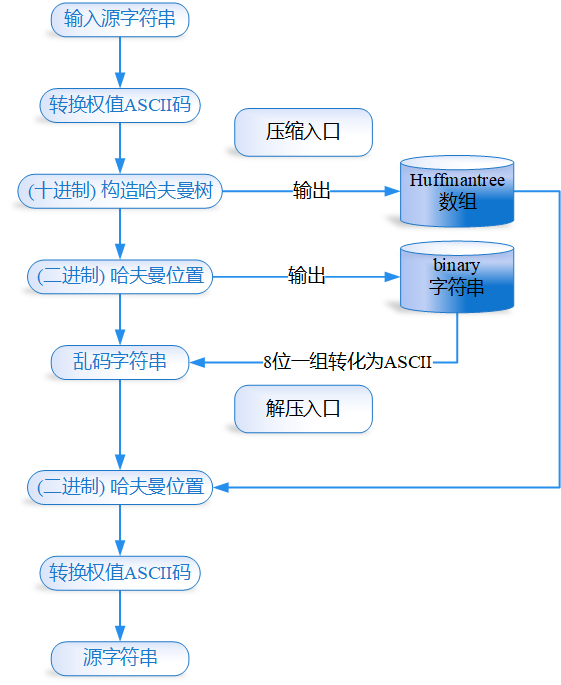 输入源字符串
转换权值ASCII码
压缩入口
(十进制) 构造哈夫曼树
输出
Huffmantree
数组
(二进制) 哈夫曼位置
输出
binary
字符串
乱码字符串
8位一组转化为ASCII
解压入口
(二进制) 哈夫曼位置
转换权值ASCII码
源字符串